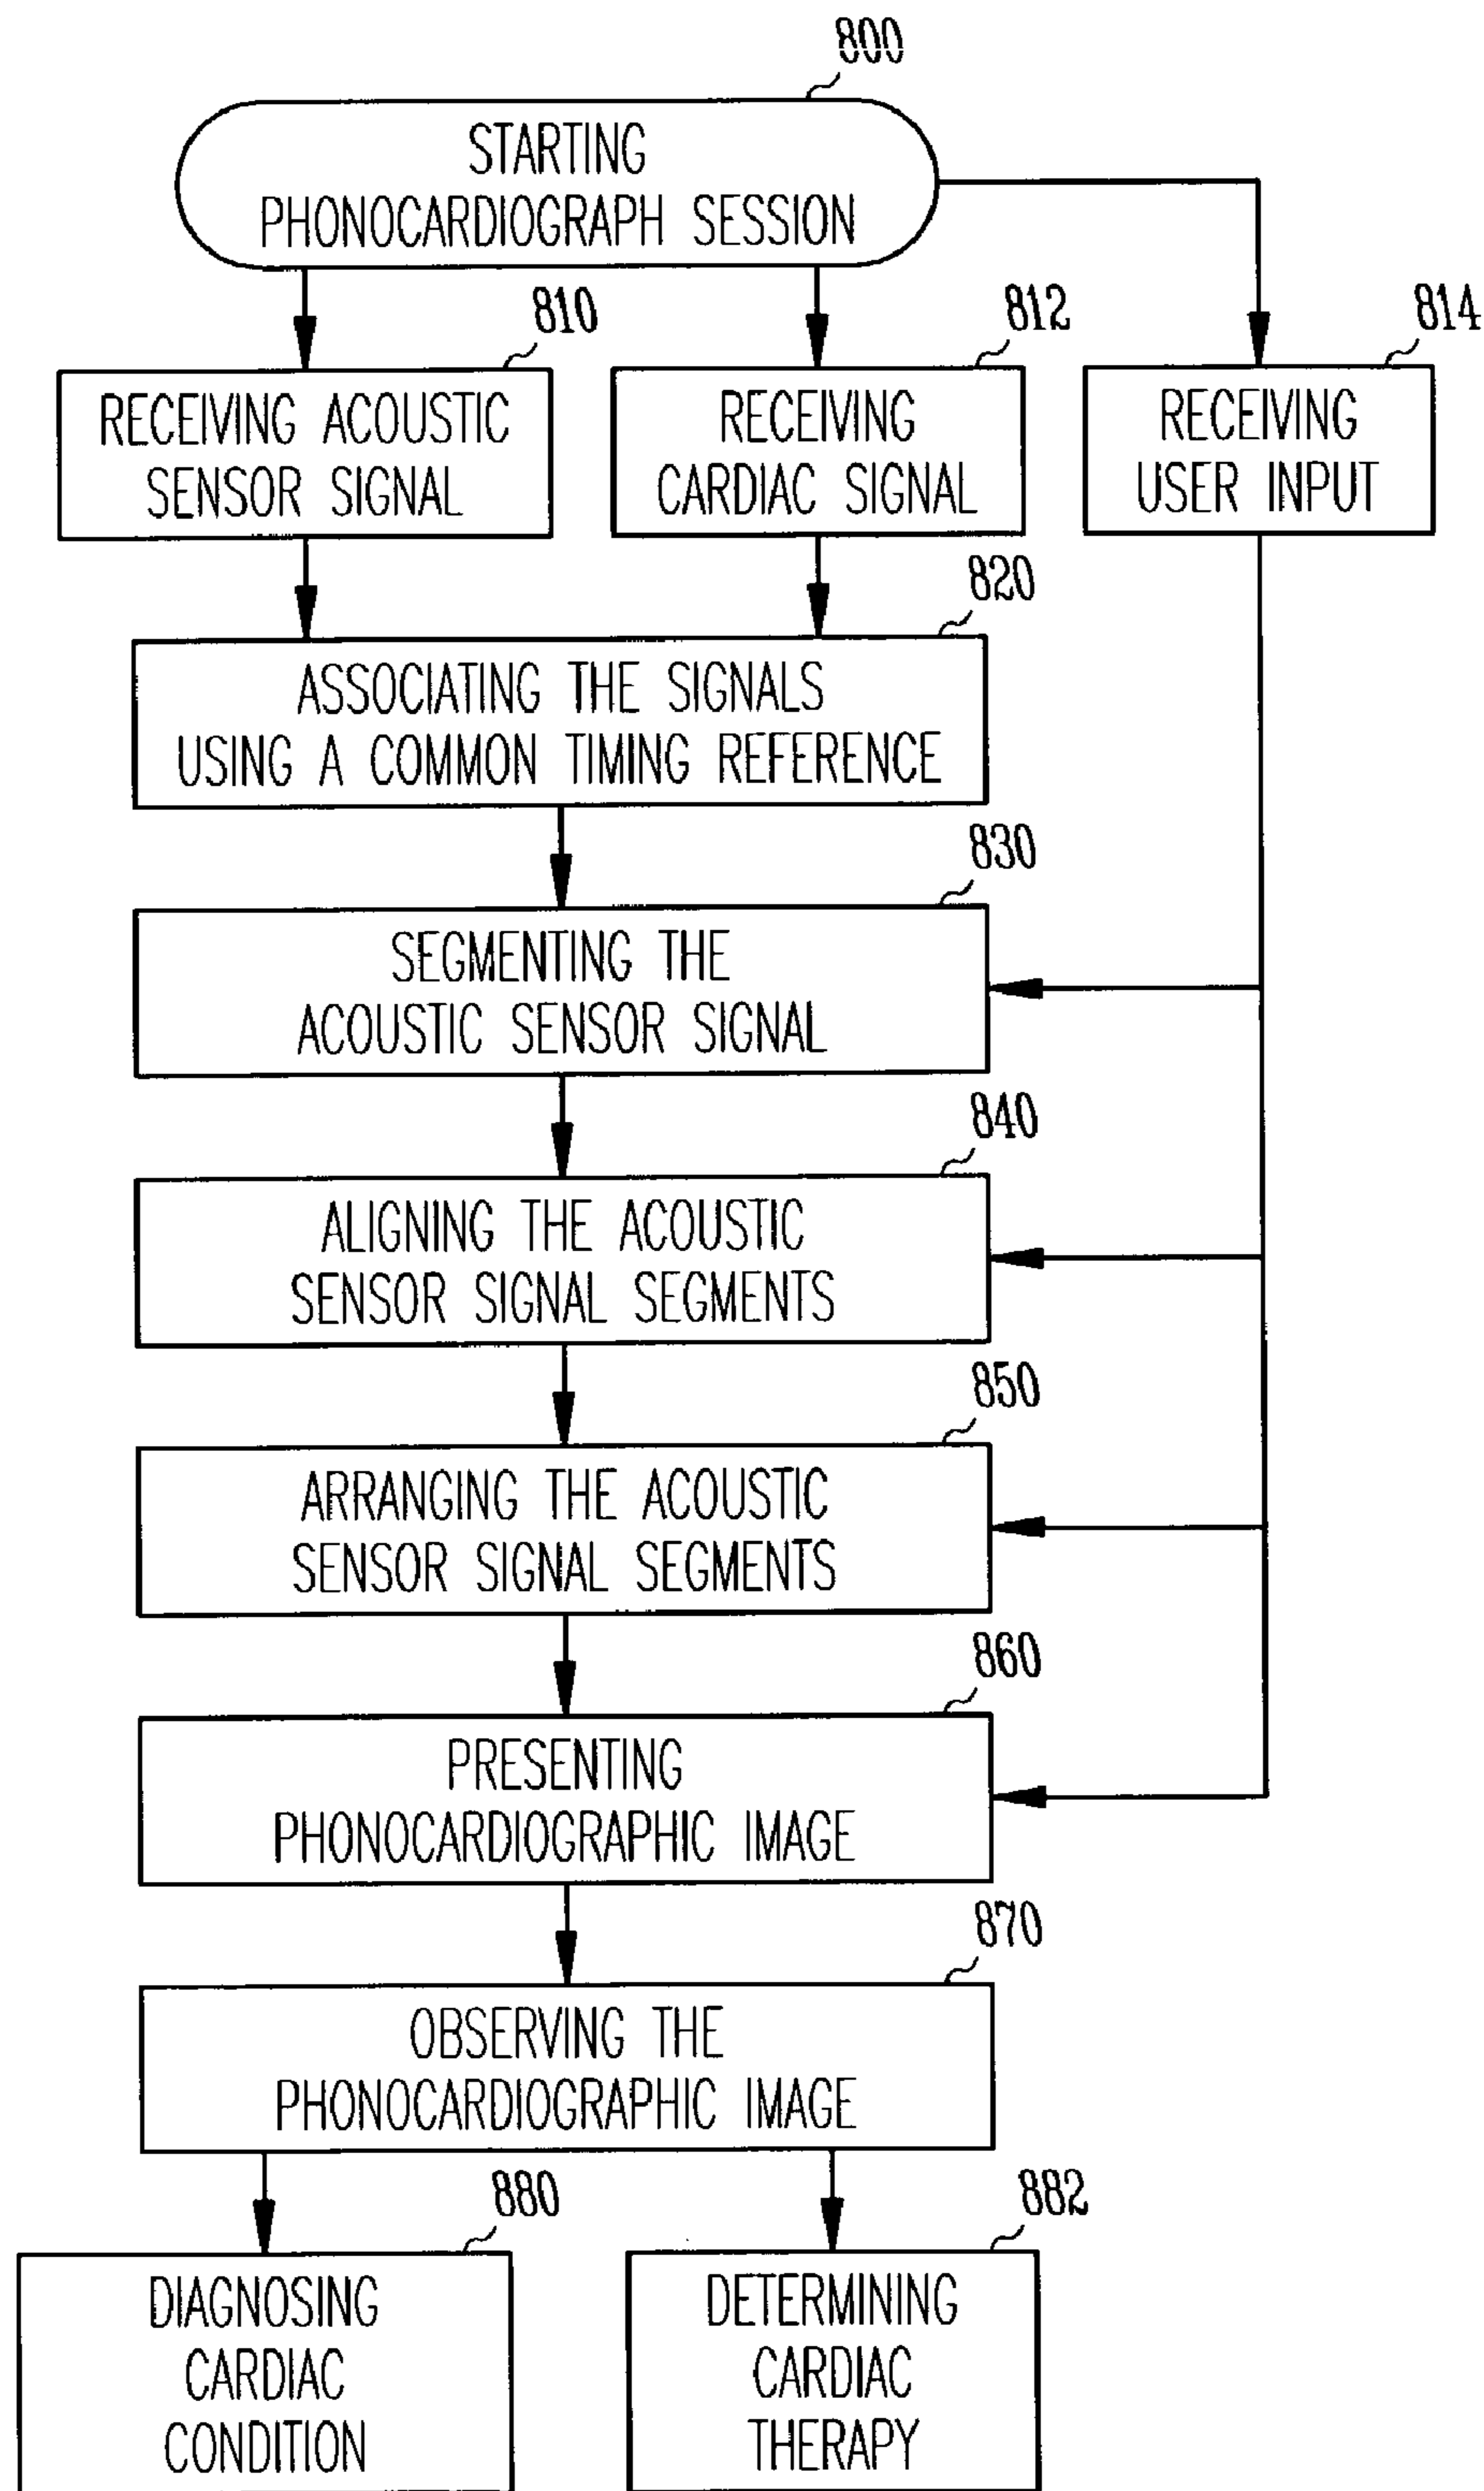 800
STARTING
PHONOCARDIOGRAPH SESSION
810
812
814
RECEIVING ACOUSTIC
SENSOR SIGNAL
RECEIVING
CARDIAC SIGNAL
RECEIVING
USER INPUT
820
ASSOCIATING THE SIGNALS
USING A COMMON TIMING REFERENCE
830
SEGMENTING THE
ACOUSTIC SENSOR SIGNAL
840
ALIGNING THE ACOUSTIC
SENSOR SIGNAL SEGMENTS
850
ARRANGING THE ACOUSTIC
SENSOR SIGNAL SEGMENTS
860
PRESENTING
PHONOCARDIOGRAPHIC IMAGE
870
OBSERVING THE
PHONOCARDIOGRAPHIC IMAGE
880
882
DIAGNOSING
CARDIAC
CONDITION
DETERMINING
CARDIAC
THERAPY